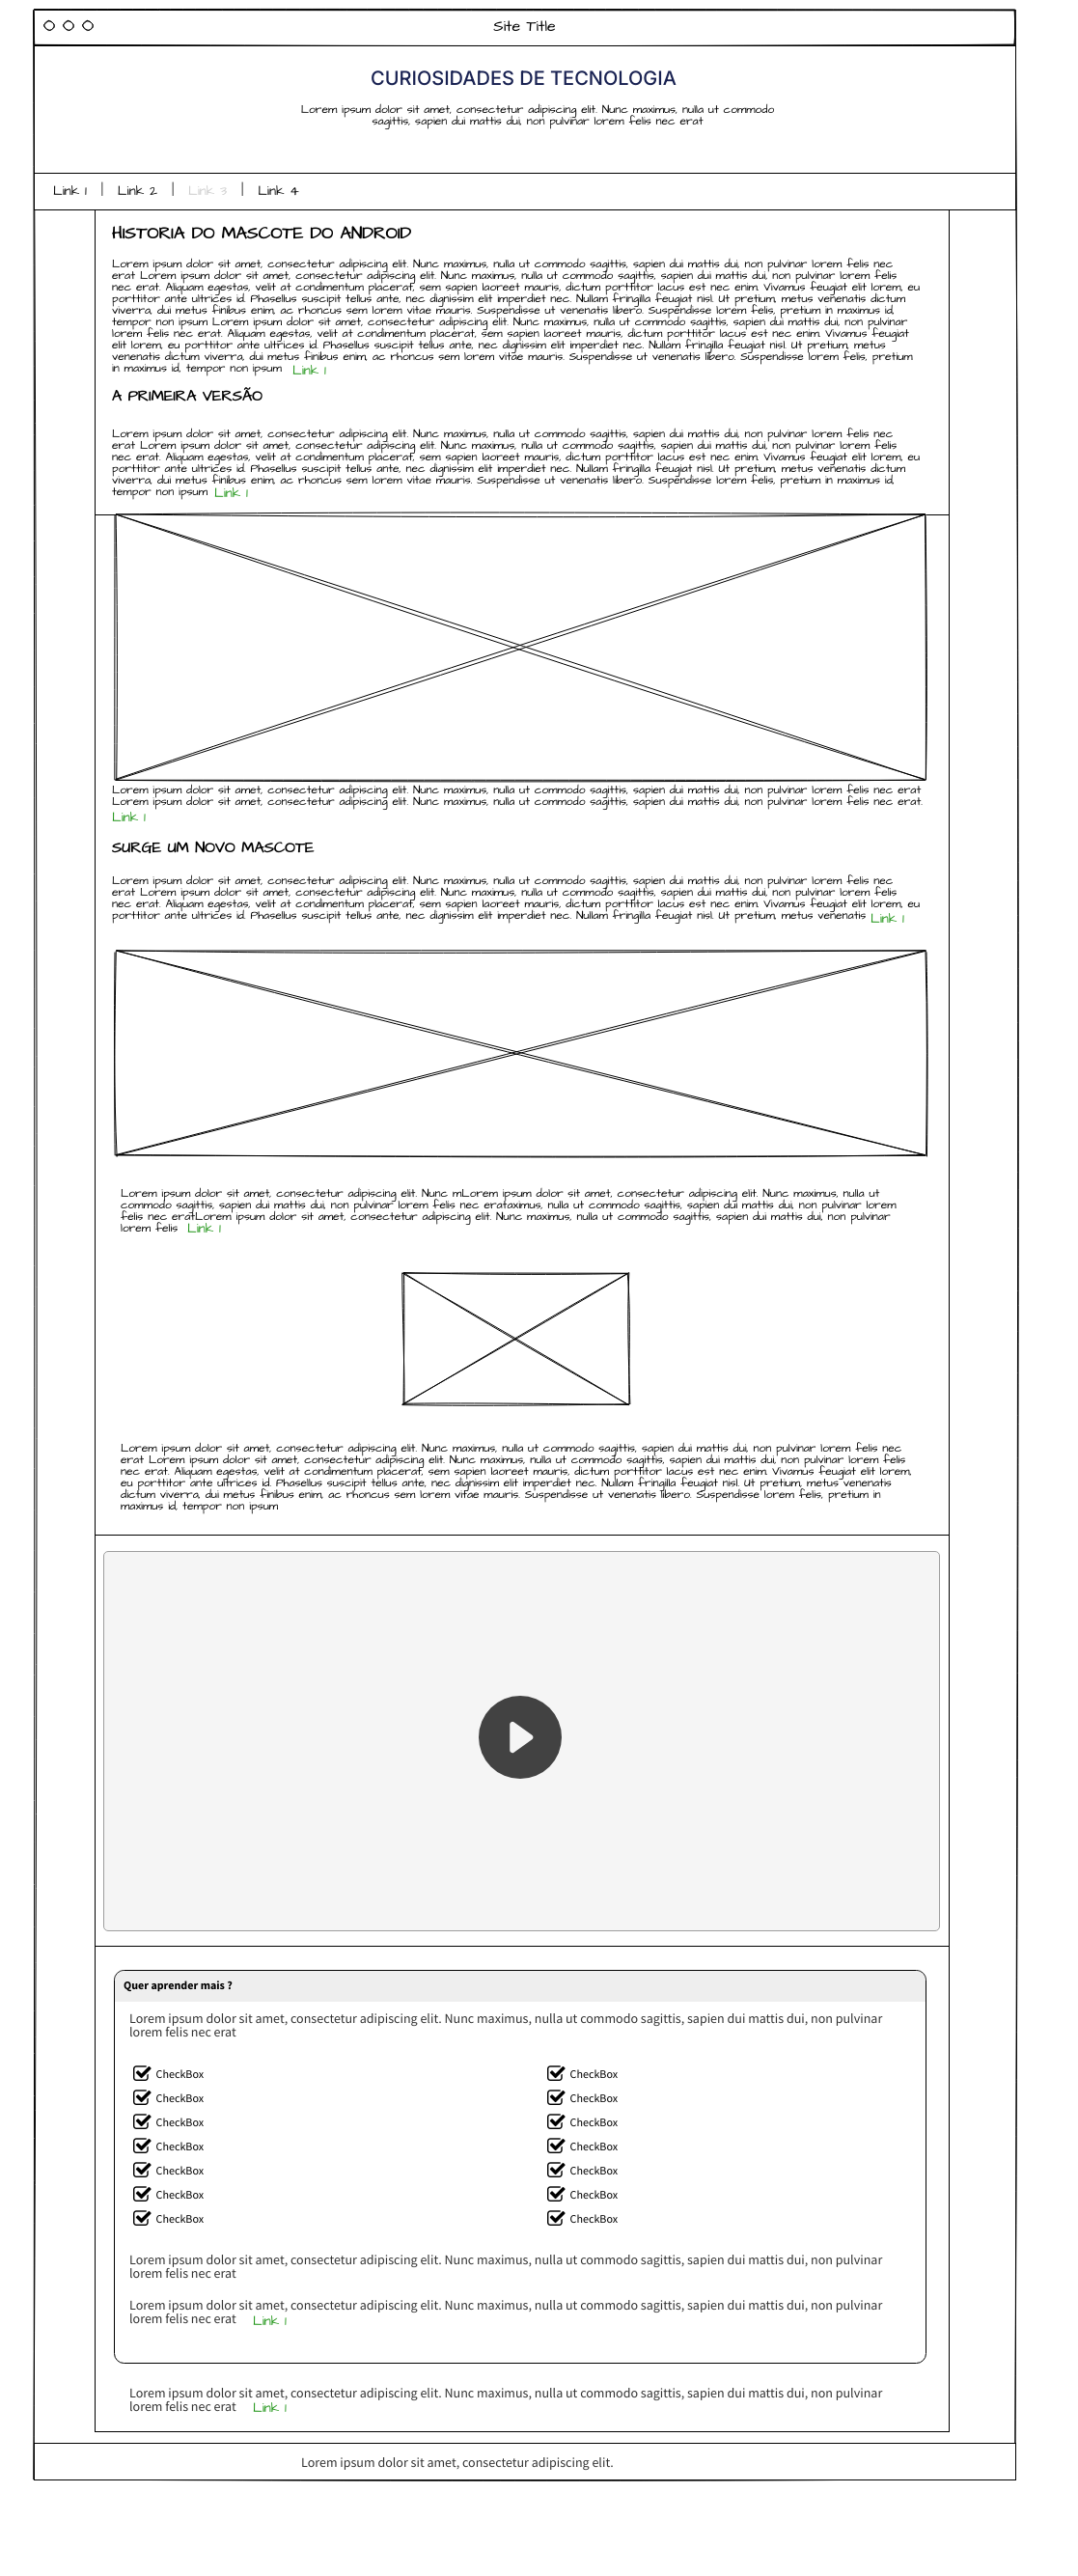 Site Title
CURIOSIDADES DE TECNOLOGIA
Lorem ipsum dolor sit amet, consectetur adipiscing elit. Nunc maximus, nulla ut commodo
sagittis, sapien dui mattis dui, non pulvinar lorem felis nec erat
Link 1 | Link 2 | Link 3 | Link 4
HISTORIA DO MASCOTE DO ANDROID
Lorem ipsum dolor sit amet, consectetur adipiscing elit. Nunc maximus, nulla ut commodo sagittis, sapien dui mattis dui, non pulvinar lorem felis nec
erat Lorem ipsum dolor sit amet, consectetur adipiscing elit. Nunc maximus, nulla ut commodo sagittis, sapien dui mattis dui, non pulvinar lorem felis
nec erat. Aliquam egestas, velit at condimentum placerat, sem sapien laoreet mauris, dictum porttitor lacus est nec enim. Vivamus feugiat elit lorem, eu
porttitor ante ultrices id. Phasellus suscipit tellus ante, nec dignissim elit imperdiet nec. Nullam fringilla feugiat nisl. Ut pretium, metus venenatis dictum
viverra, dui metus finibus enim, ac rhoncus sem lorem vitae mauris. Suspendisse ut venenatis libero. Suspendisse lorem felis, pretium in maximus id,
tempor non ipsum Lorem ipsum dolor sit amet, consectetur adipiscing elit. Nunc maximus, nulla ut commodo sagittis, sapien dui mattis dui, non pulvinar
lorem felis nec erat. Aliquam egestas, velit at condimentum placerat, sem sapien laoreet mauris, dictum porttitor lacus est nec enim. Vivamus feugiat
elit lorem, eu porttitor ante ultrices id. Phasellus suscipit tellus ante, nec dignissim elit imperdiet nec. Nullam fringilla feugiat nisl. Ut pretium, metus
venenatis dictum viverra, dui metus finibus enim, ac rhoncus sem lorem vitae mauris. Suspendisse ut venenatis libero. Suspendisse lorem felis, pretium
in maximus id, tempor non ipsum Link 1
A PRIMEIRA VERSÃO
Lorem ipsum dolor sit amet, consectetur adipiscing elit. Nunc maximus, nulla ut commodo sagittis, sapien dui mattis dui, non pulvinar lorem felis nec
erat Lorem ipsum dolor sit amet, consectetur adipiscing elit. Nunc maximus, nulla ut commodo sagittis, sapien dui mattis dui, non pulvinar lorem felis
nec erat. Aliquam egestas, velit at condimentum placerat, sem sapien laoreet mauris, dictum porttitor lacus est nec enim. Vivamus feugiat elit lorem, eu
porttitor ante ultrices id. Phasellus suscipit tellus ante, nec dignissim elit imperdiet nec. Nullam fringilla feugiat nisl. Ut pretium, metus venenatis dictum
viverra, dui metus finibus enim, ac rhoncus sem lorem vitae mauris. Suspendisse ut venenatis libero. Suspendisse lorem felis, pretium in maximus id,
tempor non ipsum Link 1
Lorem ipsum dolor sit amet, consectetur adipiscing elit. Nunc maximus, nulla ut commodo sagittis, sapien dui mattis dui, non pulvinar lorem felis nec erat
Lorem ipsum dolor sit amet, consectetur adipiscing elit. Nunc maximus, nulla ut commodo sagittis, sapien dui mattis dui, non pulvinar lorem felis nec erat.
Link 1
SURGE UM NOVO MASCOTE
Lorem ipsum dolor sit amet, consectetur adipiscing elit. Nunc maximus, nulla ut commodo sagittis, sapien dui mattis dui, non pulvinar lorem felis nec
erat Lorem ipsum dolor sit amet, consectetur adipiscing elit. Nunc maximus, nulla ut commodo sagittis, sapien dui mattis dui, non pulvinar lorem felis
nec erat. Aliquam egestas, velit at condimentum placerat, sem sapien laoreet mauris, dictum porttitor lacus est nec enim. Vivamus feugiat elit lorem, eu
porttitor ante ultrices id. Phasellus suscipit tellus ante, nec dignissim elit imperdiet nec. Nullam fringilla feugiat nisl. Ut pretium, metus venenatis Link 1
Lorem ipsum dolor sit amet, consectetur adipiscing elit. Nunc mLorem ipsum dolor sit amet, consectetur adipiscing elit. Nunc maximus, nulla ut
commodo sagittis, sapien dui mattis dui, non pulvinar lorem felis nec erataximus, nulla ut commodo sagittis, sapien dui mattis dui, non pulvinar lorem
felis nec eratLorem ipsum dolor sit amet, consectetur adipiscing elit. Nunc maximus, nulla ut commodo sagittis, sapien dui mattis dui, non pulvinar
lorem felis Link 1
Lorem ipsum dolor sit amet, consectetur adipiscing elit. Nunc maximus, nulla ut commodo sagittis, sapien dui mattis dui, non pulvinar lorem felis nec
erat Lorem ipsum dolor sit amet, consectetur adipiscing elit. Nunc maximus, nulla ut commodo sagittis, sapien dui mattis dui, non pulvinar lorem felis
nec erat. Aliquam egestas, velit at condimentum placerat, sem sapien laoreet mauris, dictum porttitor lacus est nec enim. Vivamus feugiat elit lorem,
eu porttitor ante ultrices id. Phasellus suscipit tellus ante, nec dignissim elit imperdiet nec. Nullam fringilla feugiat nisl. Ut pretium, metus venenatis
dictum viverra, dui metus finibus enim, ac rhoncus sem lorem vitae mauris. Suspendisse ut venenatis libero. Suspendisse lorem felis, pretium in
maximus id, tempor non ipsum
Quer aprender mais ?
Lorem ipsum dolor sit amet, consectetur adipiscing elit. Nunc maximus, nulla ut commodo sagittis, sapien dui mattis dui, non pulvinar
lorem felis nec erat
CheckBox CheckBox
CheckBox CheckBox
CheckBox CheckBox
CheckBox CheckBox
CheckBox CheckBox
CheckBox CheckBox
CheckBox CheckBox
Lorem ipsum dolor sit amet, consectetur adipiscing elit. Nunc maximus, nulla ut commodo sagittis, sapien dui mattis dui, non pulvinar
lorem felis nec erat
Lorem ipsum dolor sit amet, consectetur adipiscing elit. Nunc maximus, nulla ut commodo sagittis, sapien dui mattis dui, non pulvinar
lorem felis nec erat Link 1
Lorem ipsum dolor sit amet, consectetur adipiscing elit. Nunc maximus, nulla ut commodo sagittis, sapien dui mattis dui, non pulvinar
lorem felis nec erat Link 1
Lorem ipsum dolor sit amet, consectetur adipiscing elit.